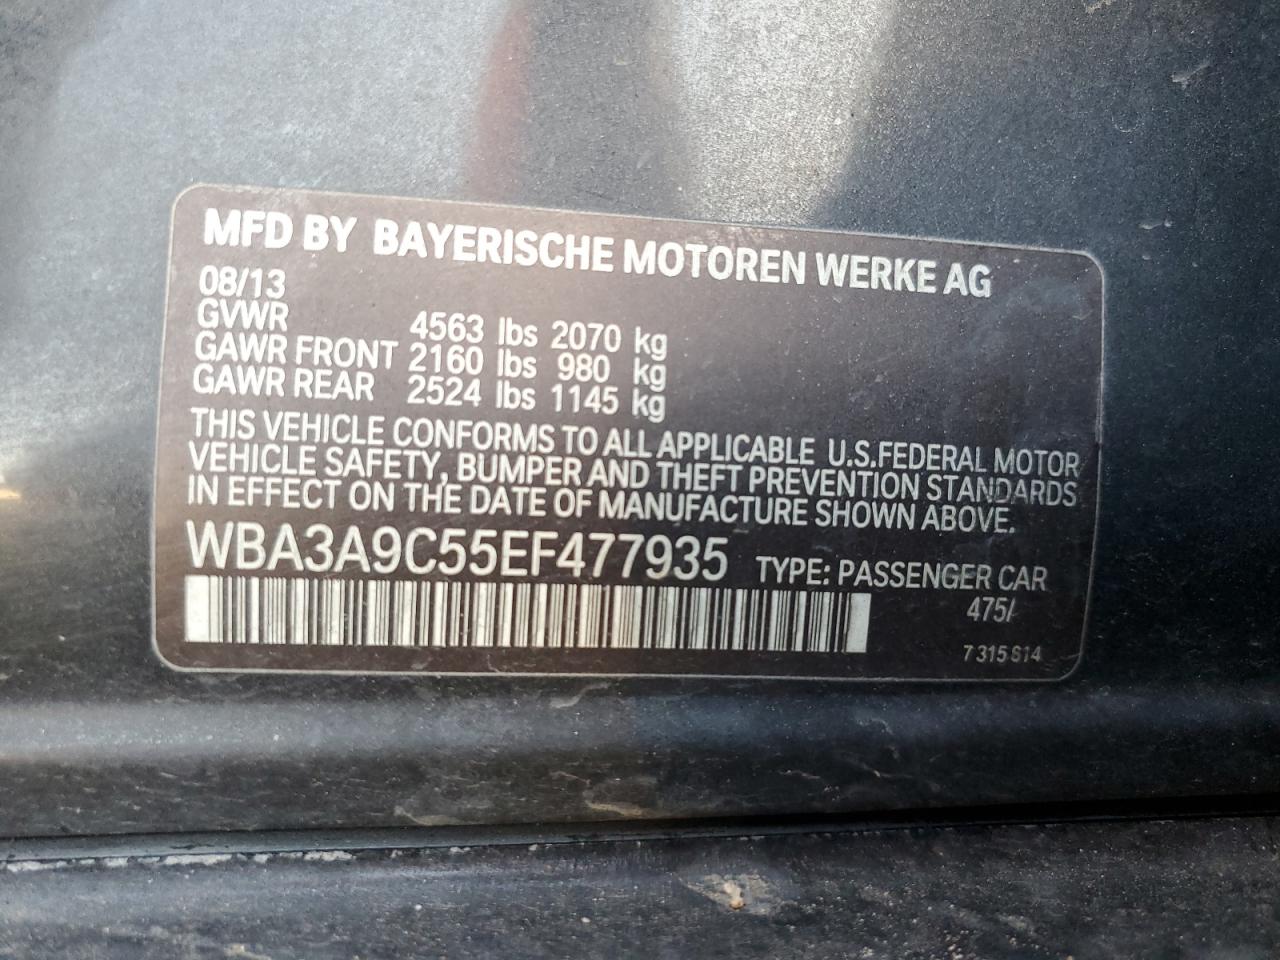 MFD BY BAYERISCHE MOTOREN WERKE AG
08/13
GVWR 4563 lbs 2070 kg
GAWR FRONT 2160 lbs 980 kg
GAWR REAR 2524 lbs 1145 kg
THIS VEHICLE CONFORMS TO ALL APPLICABLE U.S.FEDERAL MOTOR
VEHICLE SAFETY, BUMPER AND THEFT PREVENTION STANDARDS
IN EFFECT ON THE DATE OF MANUFACTURE SHOWN ABOVE.
WBA3A9C55EF477935 TYPE: PASSENGER CAR
475/
7 315 814